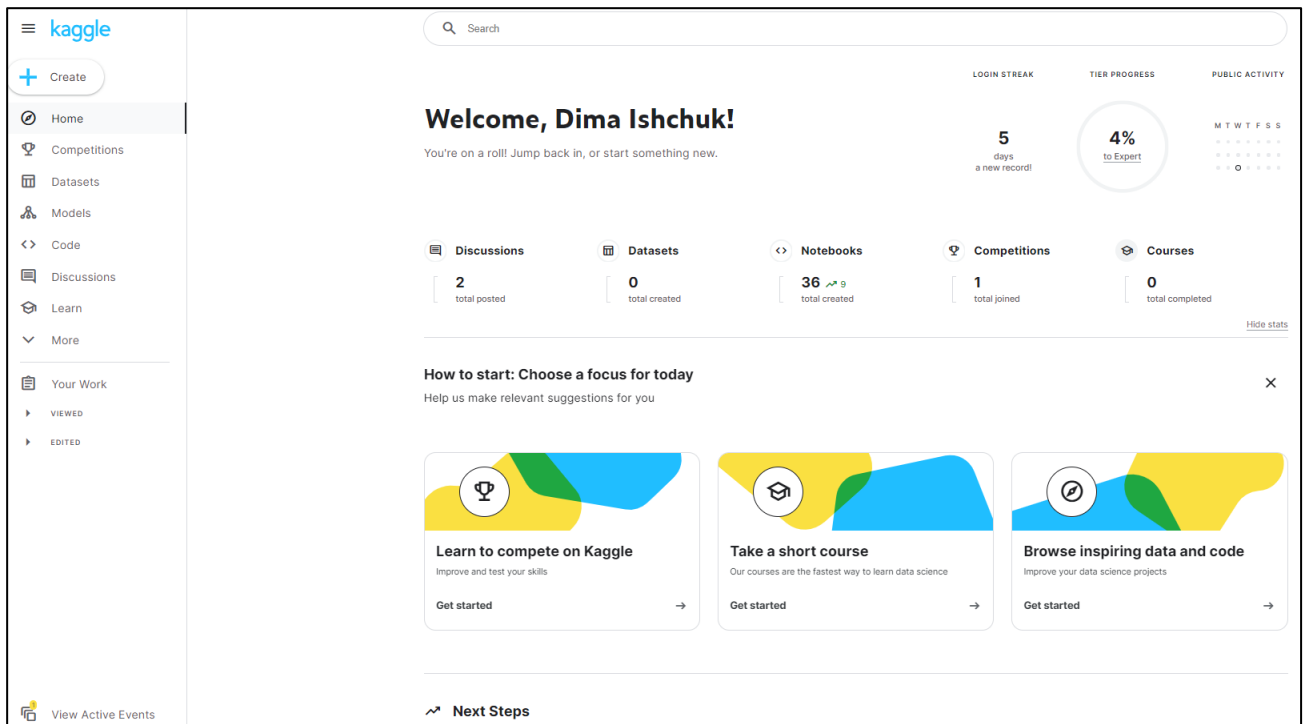 kaggle
Search
Create
Home
Competitions
Datasets
Models
Code
Discussions
Learn
More
Your Work
VIEWED
EDITED
View Active Events
1
LOGIN STREAK
TIER PROGRESS
PUBLIC ACTIVITY
Welcome, Dima Ishchuk!
You're on a roll! Jump back in, or start something new.
5
days
a new record!
4%
to Expert
M T W T F S S
Discussions
2
total posted
Datasets
0
total created
Notebooks
36 9
total created
Competitions
1
total joined
Courses
0
total completed
Hide stats
How to start: Choose a focus for today
Help us make relevant suggestions for you
Learn to compete on Kaggle
Improve and test your skills
Get started
Take a short course
Our courses are the fastest way to learn data science
Get started
Browse inspiring data and code
Improve your data science projects
Get started
Next Steps